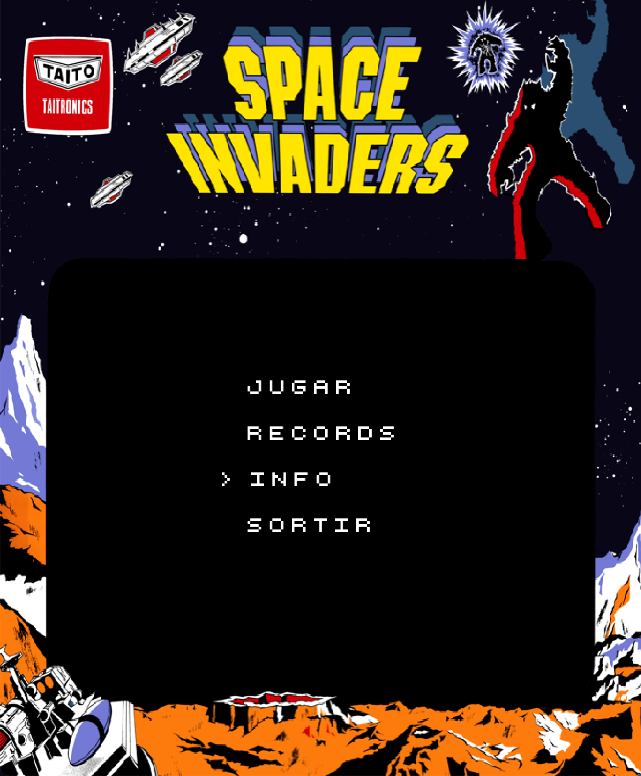 TAITO
TAITRONICS
SPACE
INVADERS
JUGAR
RECORDS
> INFO
SORTIR